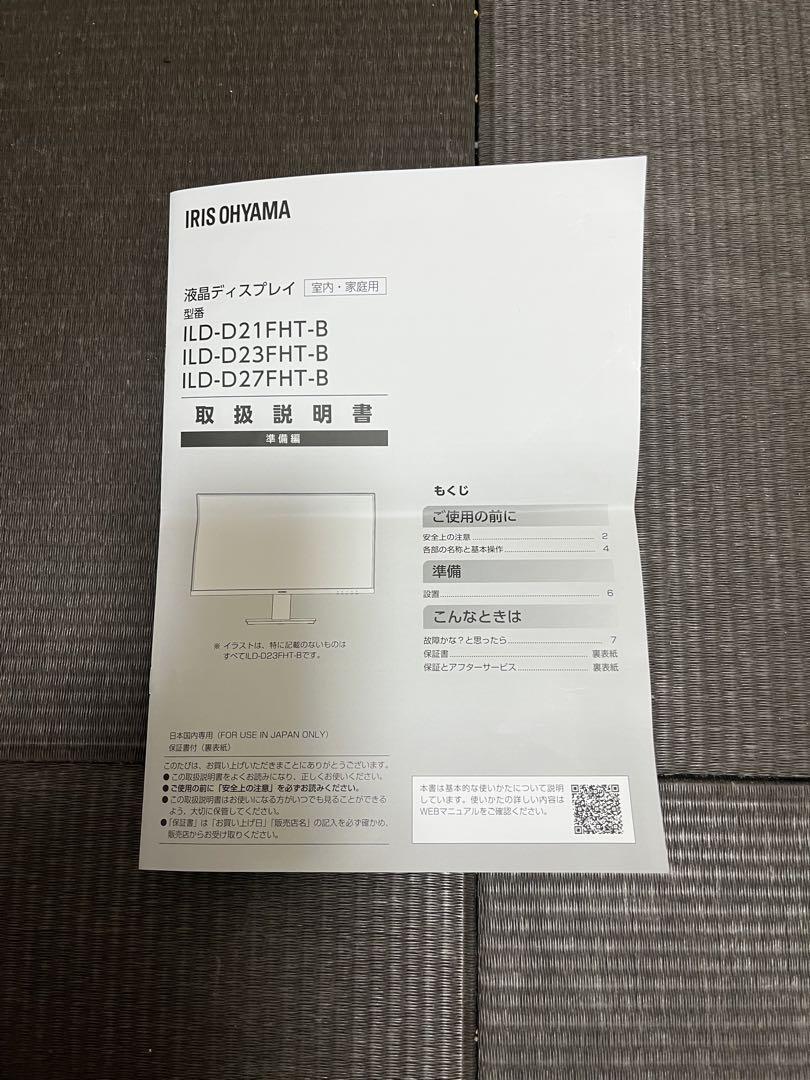 IRIS OHYAMA
液晶ディスプレイ 室内・家庭用
型番
ILD-D21FHT-B
ILD-D23FHT-B
ILD-D27FHT-B
取扱説明書
準備編
※ イラストは、特に記載のないものは
すべてILD-D23FHT-Bです。
日本国内専用（FOR USE IN JAPAN ONLY）
保証書付（裏表紙）
このたびは、お買い上げいただきまことにありがとうございます。
●この取扱説明書をよくお読みになり、正しくお使いください。
●ご使用の前に「安全上の注意」を必ずお読みください。
●この取扱説明書はお使いになる方がいつでも見ることができる
よう、大切に保管してください。
●「保証書」は「お買い上げ日」「販売店名」の記入を必ず確かめ、
販売店からお受け取りください。
もくじ
ご使用の前に
安全上の注意 2
各部の名称と基本操作 4
準備
設置 6
こんなときは
故障かな？と思ったら 7
保証書 裏表紙
保証とアフターサービス 裏表紙
本書は基本的な使いかたについて説明
しています。使いかたの詳しい内容は
WEBマニュアルをご確認ください。